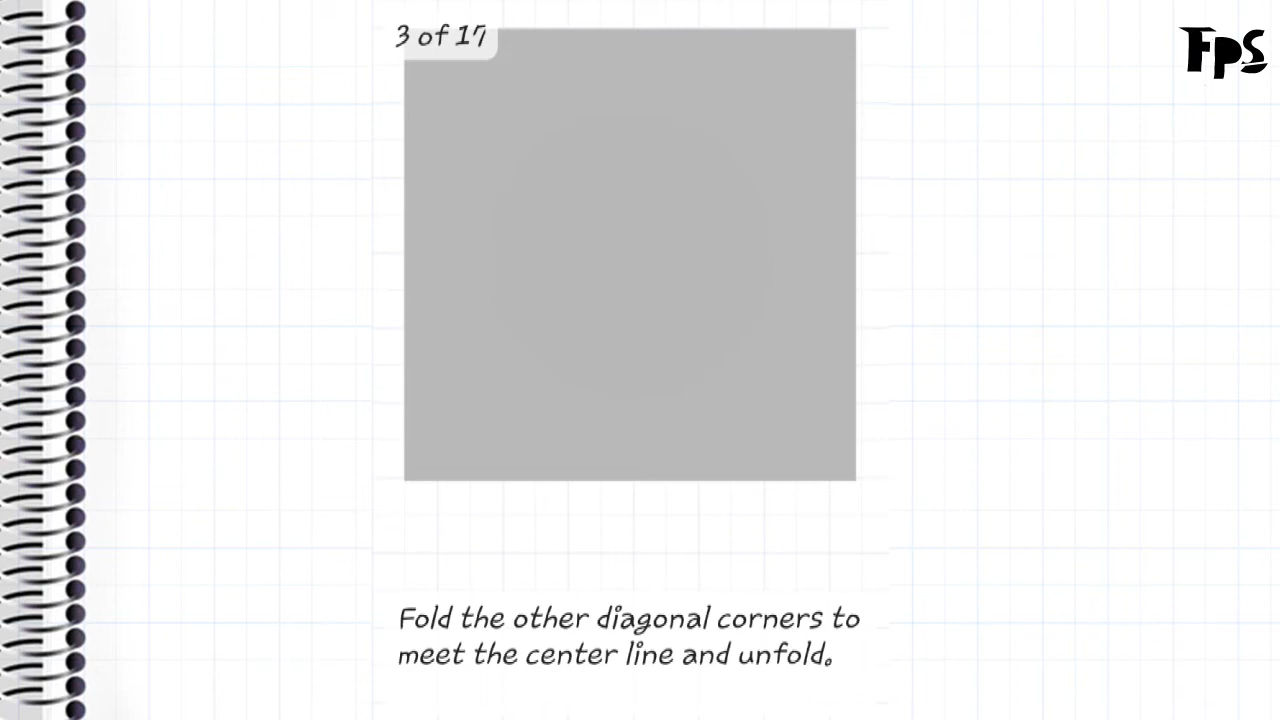 3 of 17
FPS
Fold the other diagonal corners to
meet the center line and unfold.